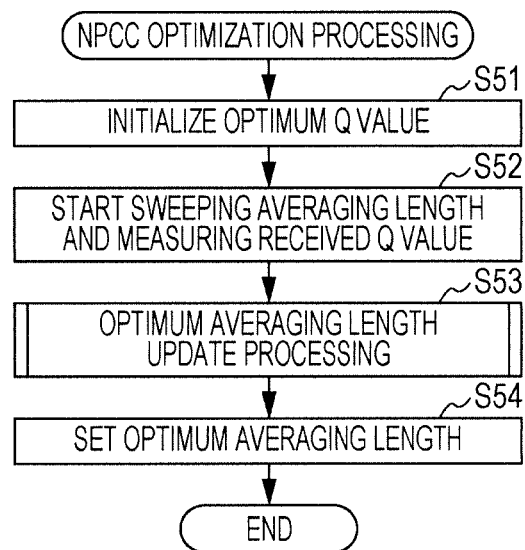 NPCC OPTIMIZATION PROCESSING
S51
INITIALIZE OPTIMUM Q VALUE
S52
START SWEEPING AVERAGING LENGTH
AND MEASURING RECEIVED Q VALUE
S53
OPTIMUM AVERAGING LENGTH
UPDATE PROCESSING
S54
SET OPTIMUM AVERAGING LENGTH
END